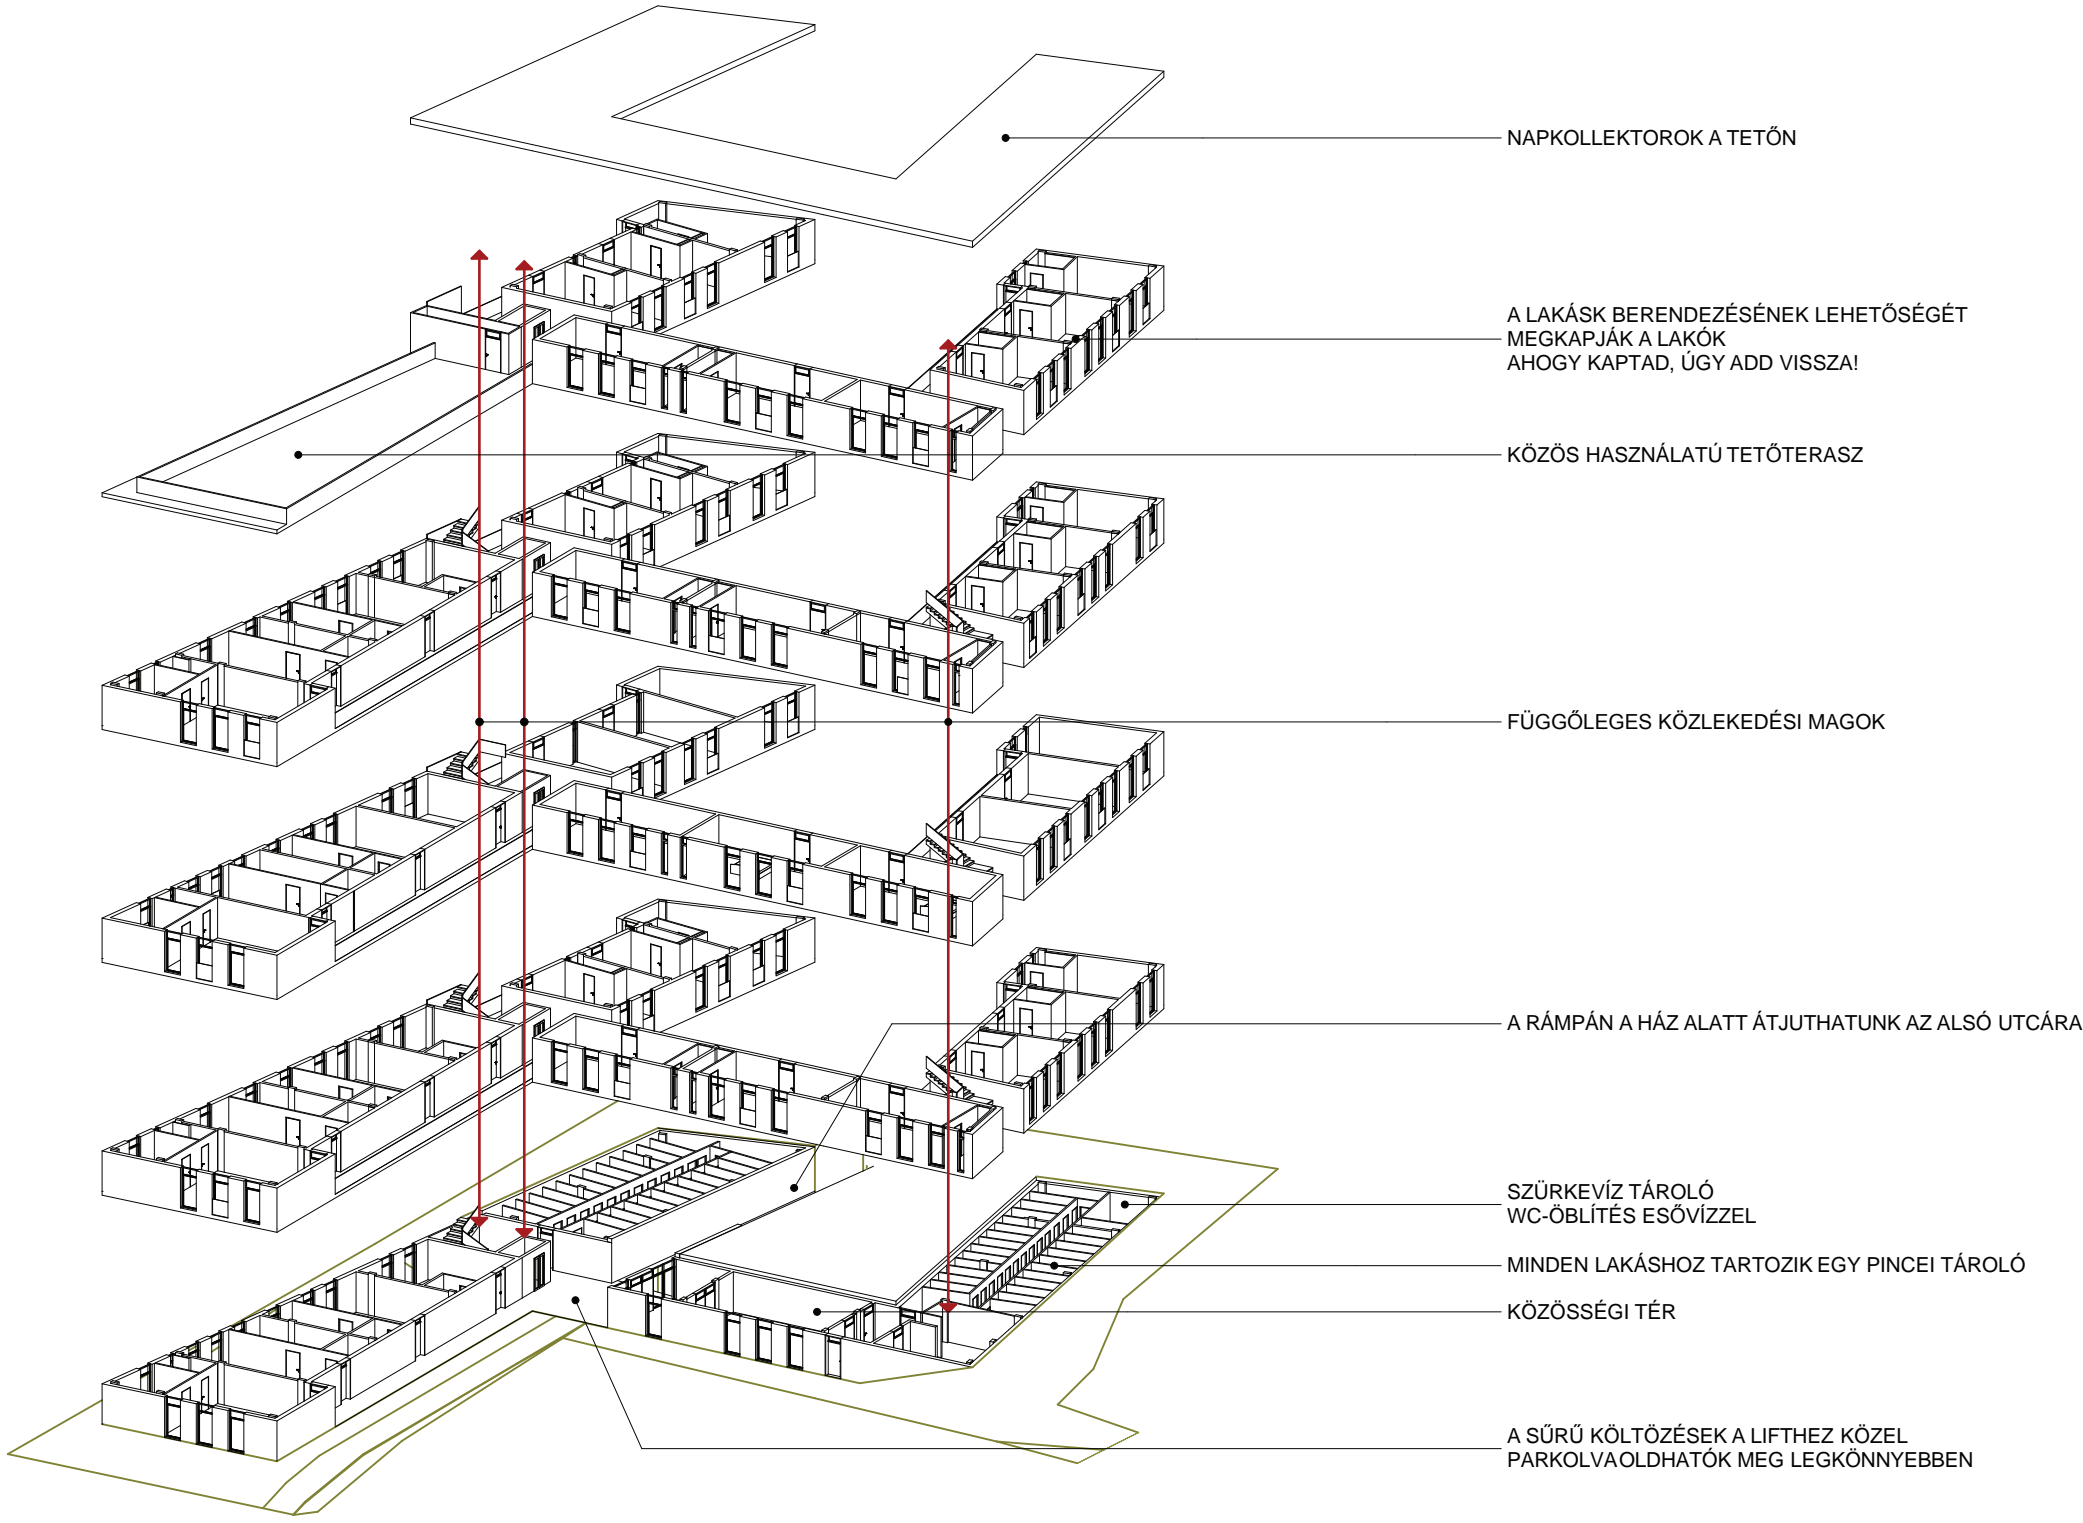 NAPKOLLEKTOROK A TETŐN
A LAKÁSK BERENDEZÉSÉNEK LEHETŐSÉGÉT
MEGKAPJÁK A LAKÓK
AHOGY KAPTAD, ÚGY ADD VISSZA!
KÖZÖS HASZNÁLATÚ TETŐTERASZ
FÜGGŐLEGES KÖZLEKEDÉSI MAGOK
A RÁMPÁN A HÁZ ALATT ÁTJUTHATUNK AZ ALSÓ UTCÁRA
SZÜRKEVÍZ TÁROLÓ
WC-ÖBLÍTÉS ESŐVÍZZEL
MINDEN LAKÁSHOZ TARTOZIK EGY PINCEI TÁROLÓ
KÖZÖSSÉGI TÉR
A SŰRŰ KÖLTÖZÉSEK A LIFTHEZ KÖZEL
PARKOLVAOLDHATÓK MEG LEGKÖNNYEBBEN